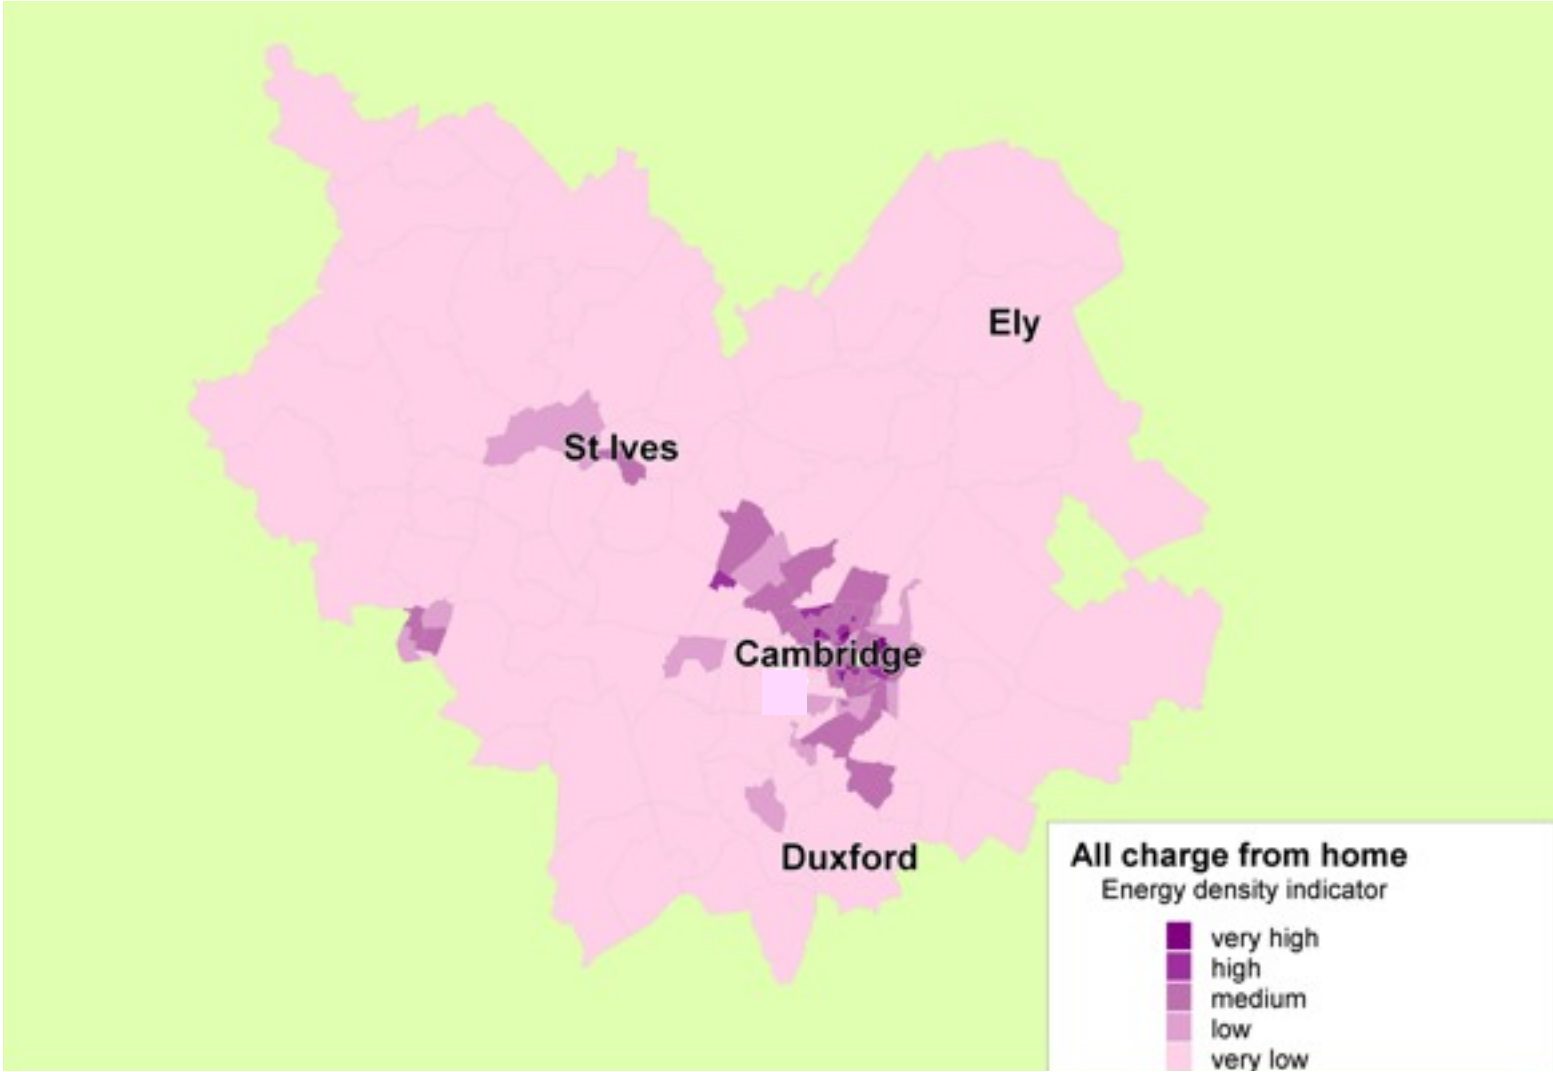 Ely
St Ives
Cambridge
Duxford
All charge from home
Energy density indicator
very high
high
medium
low
very low